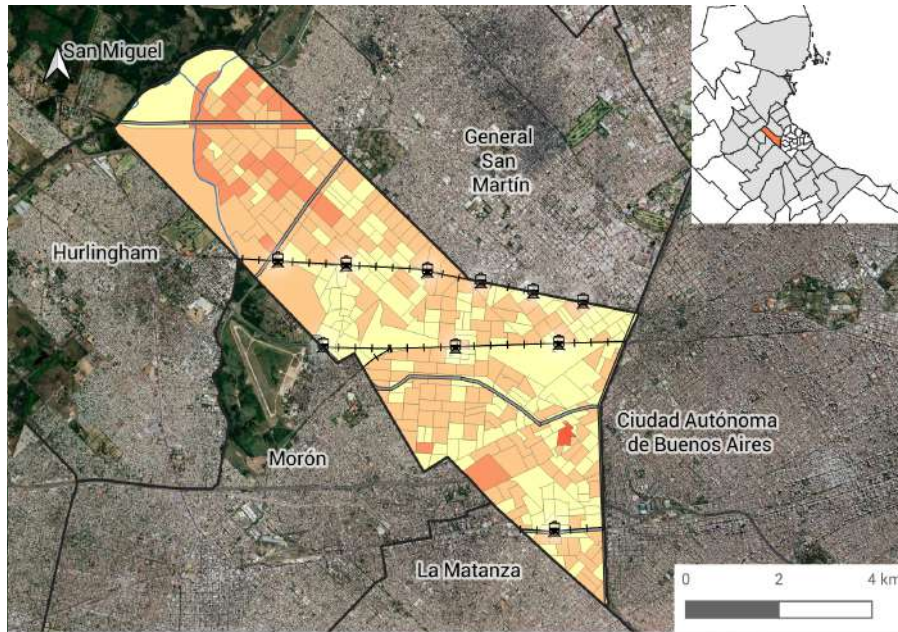 San Miguel
General
San
Martín
Hurlingham
Ciudad Autónoma
de Buenos Aires
Morón
La Matanza
0 2 4 km